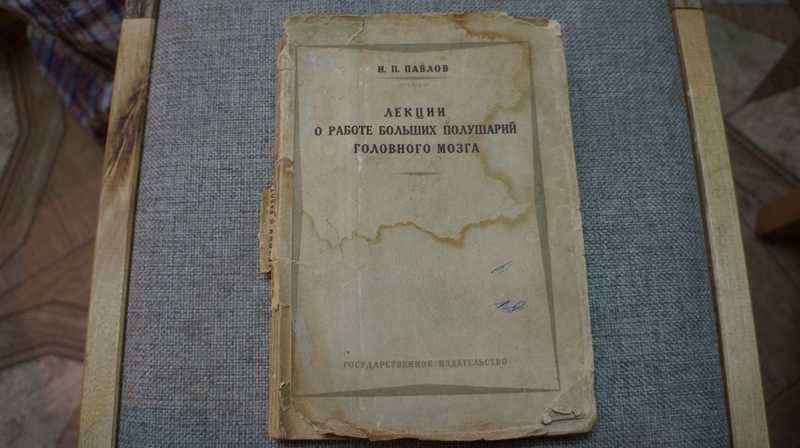 И. П. ПАВЛОВ
ЛЕКЦИИ
О РАБОТЕ БОЛЬШИХ ПОЛУШАРИЙ
ГОЛОВНОГО МОЗГА
ГОСУДАРСТВЕННОЕ ИЗДАТЕЛЬСТВО